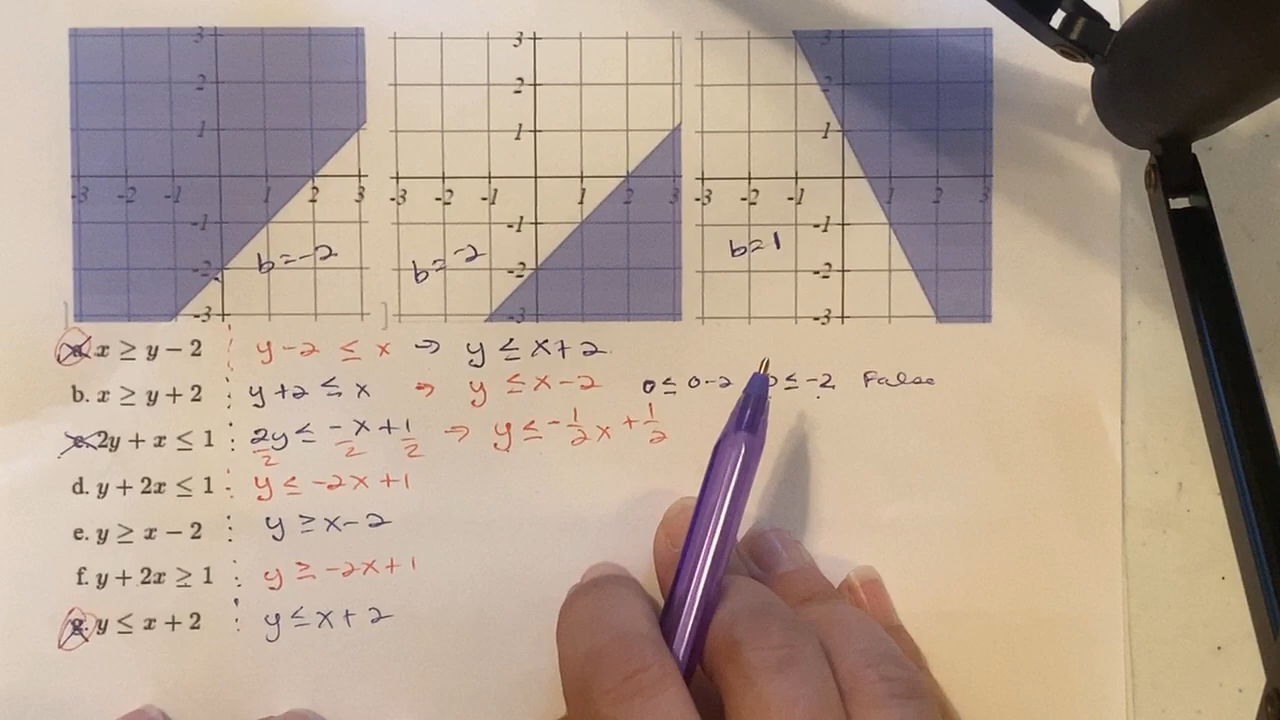 3 3 3
2 2
1 1 1
-3 -2 -1 1 2 3 -3 -2 -1 1 2 3 -3 -2 -1 2 3
-1 -1 -1
b=-2 b=-2 b=1
-2 -2 -2
-3 -3 -3
a. x ≥ y − 2 y-2 ≤ x → y ≤ x+2
b. x ≥ y + 2 y+2 ≤ x → y ≤ x-2 0 ≤ 0-2 0 ≤ -2 False
c. 2y + x ≤ 1 2y/2 ≤ -x/2 + 1/2 → y ≤ -1/2x + 1/2
d. y + 2x ≤ 1 y ≤ -2x+1
e. y ≥ x − 2 y ≥ x-2
f. y + 2x ≥ 1 y ≥ -2x+1
g. y ≤ x + 2 y ≤ x+2